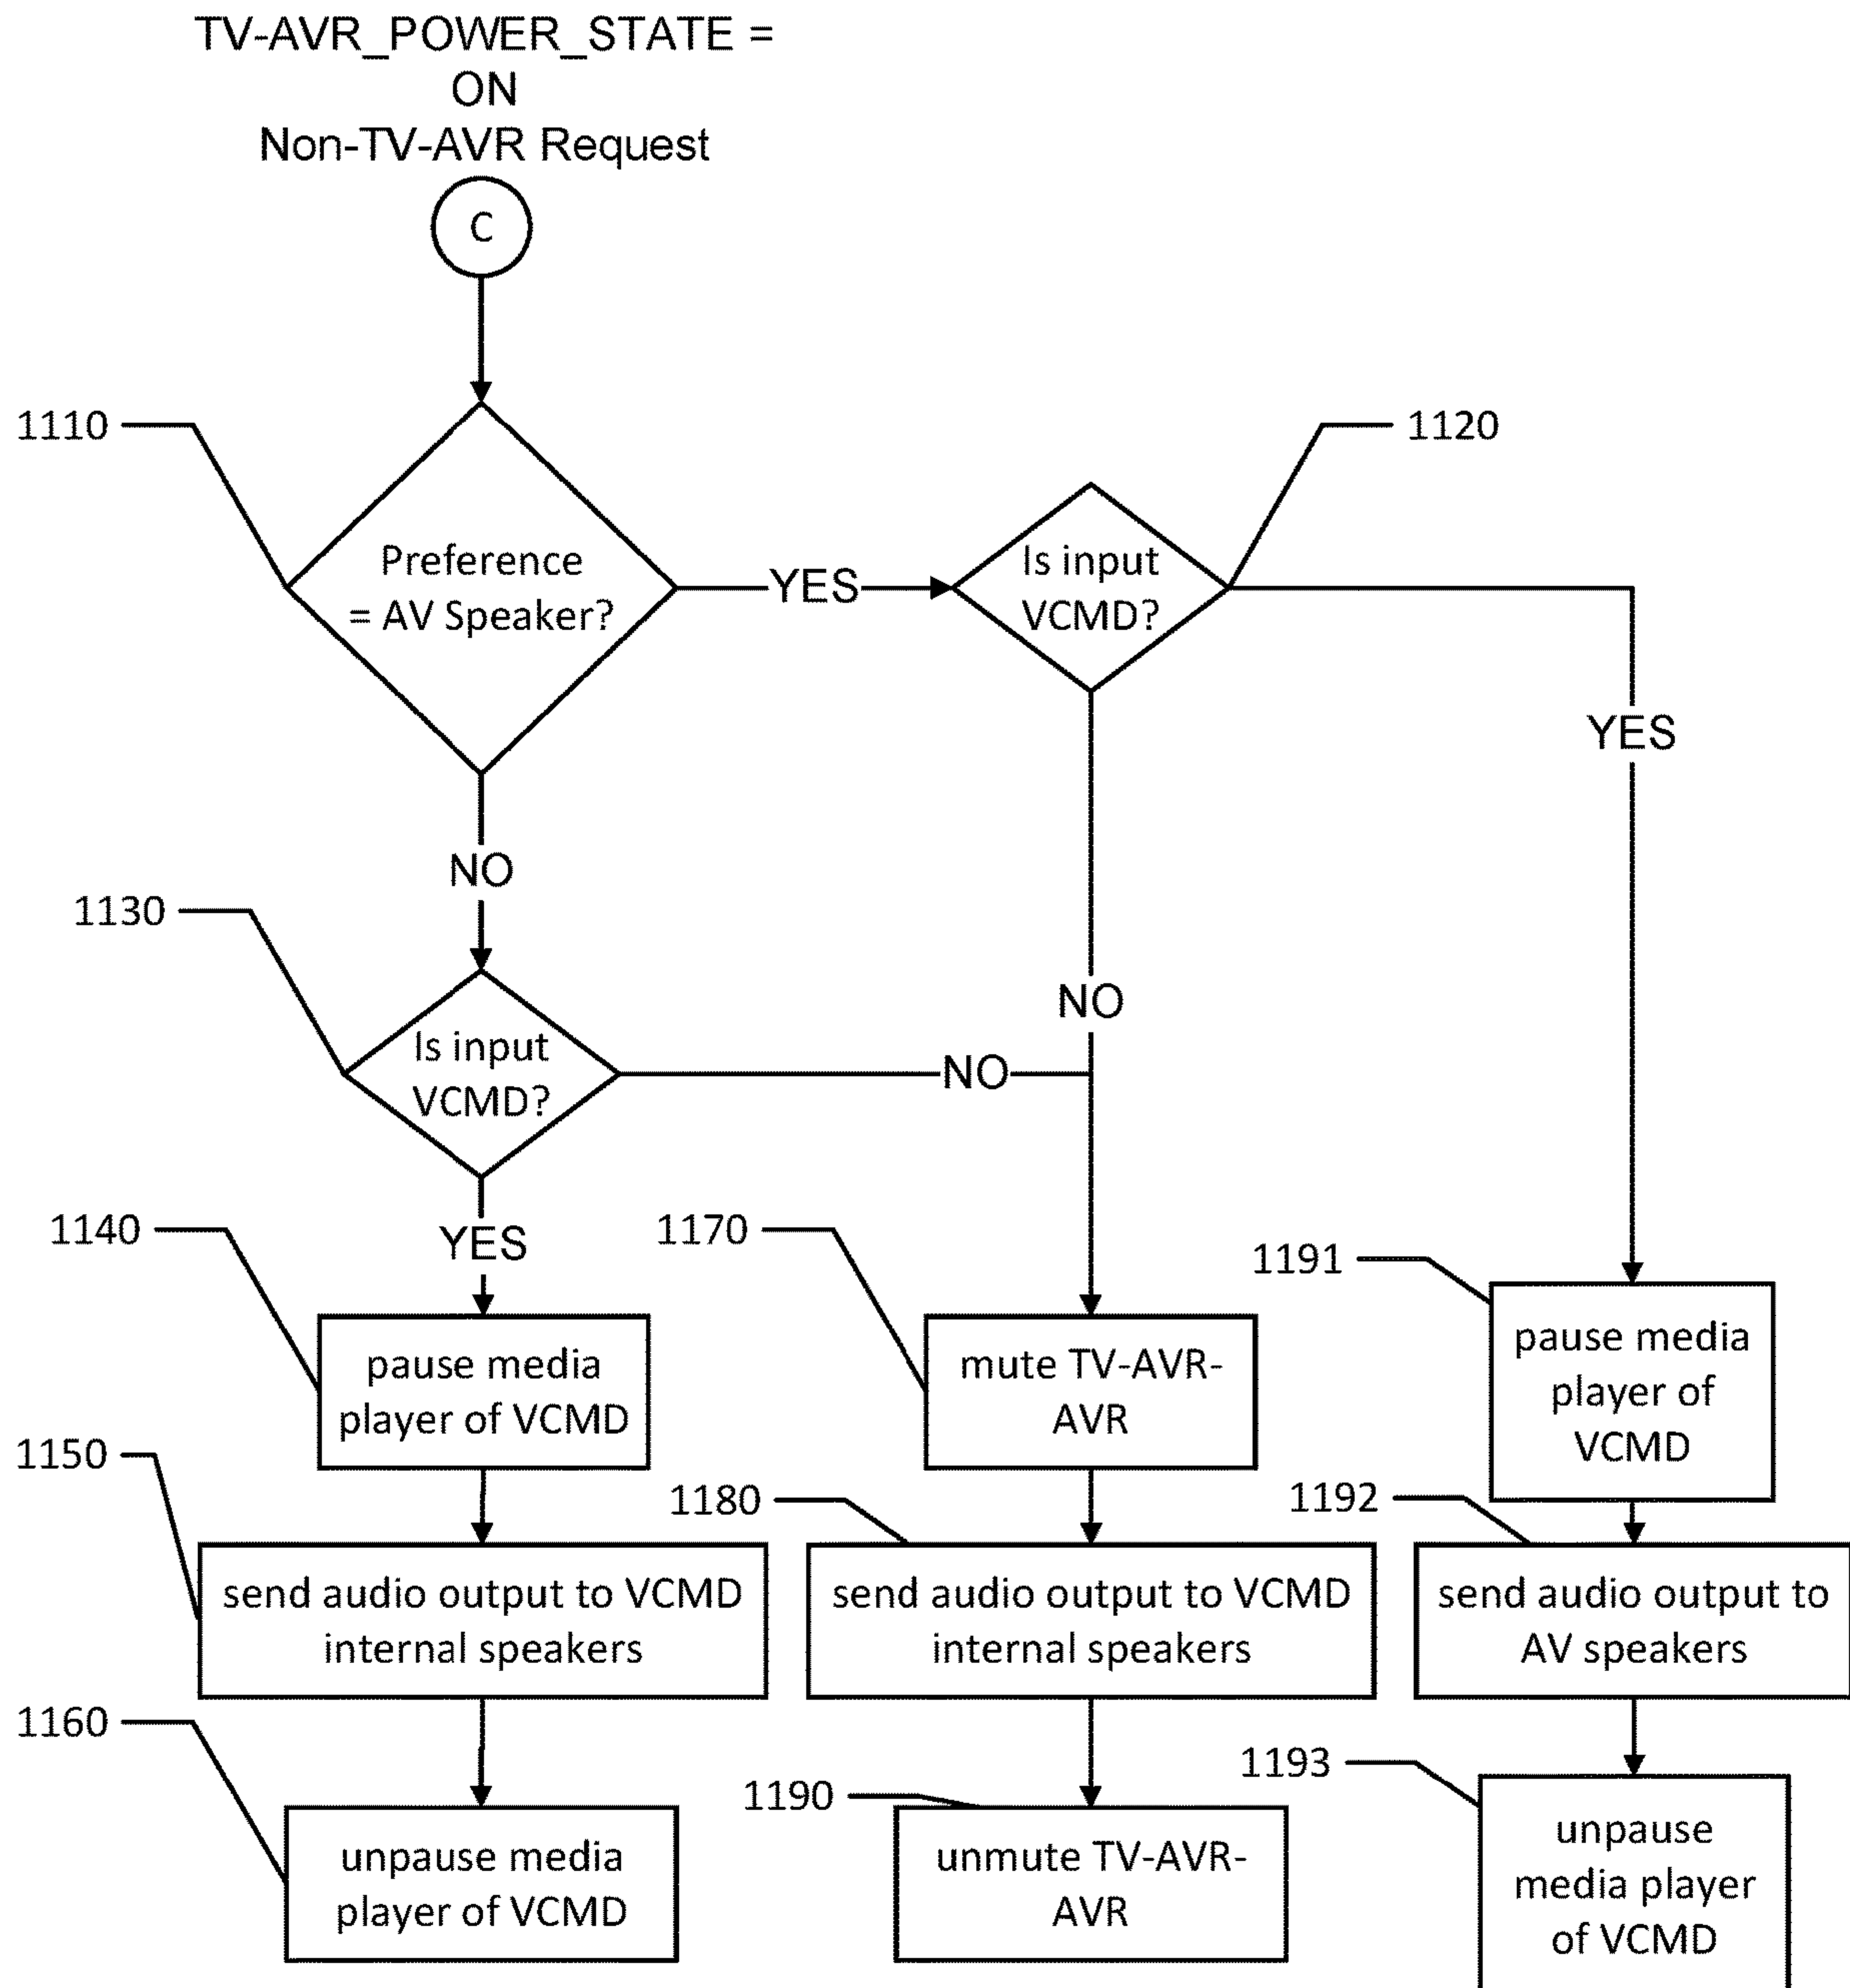 TV-AVR_POWER_STATE =
ON
Non-TV-AVR Request
C
1110
1120
Preference
= AV Speaker?
YES
Is input
VCMD?
YES
NO
1130
NO
Is input
VCMD?
NO
1140
YES
1170
1191
pause media
player of VCMD
mute TV-AVR-
AVR
pause media
player of
VCMD
1150
1180
1192
send audio output to VCMD
internal speakers
send audio output to VCMD
internal speakers
send audio output to
AV speakers
1160
1190
1193
unpause media
player of VCMD
unmute TV-AVR-
AVR
unpause
media player
of VCMD